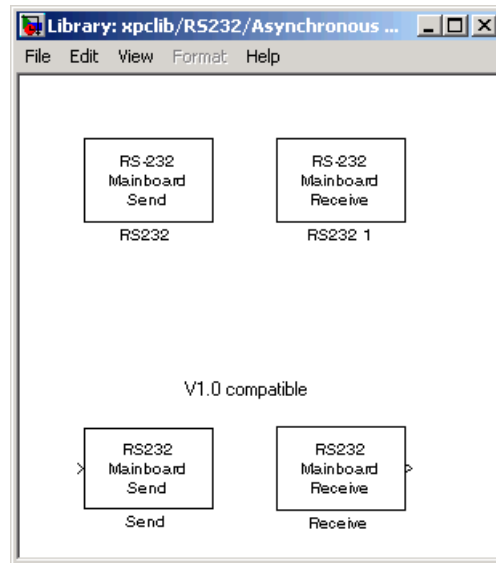 Library: xpclib/RS232/Asynchronous ...
File Edit View Format Help
RS-232
Mainboard
Send
RS232
RS-232
Mainboard
Receive
RS232 1
V1.0 compatible
RS232
Mainboard
Send
Send
RS232
Mainboard
Receive
Receive